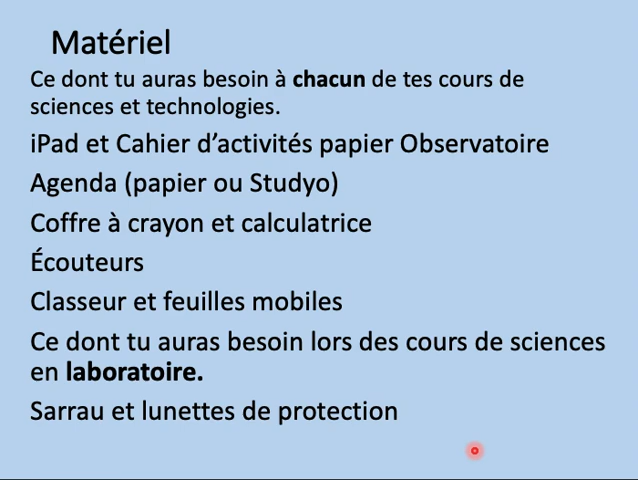 Matériel
Ce dont tu auras besoin à chacun de tes cours de
sciences et technologies.
iPad et Cahier d’activités papier Observatoire
Agenda (papier ou Studyo)
Coffre à crayon et calculatrice
Écouteurs
Classeur et feuilles mobiles
Ce dont tu auras besoin lors des cours de sciences
en laboratoire.
Sarrau et lunettes de protection